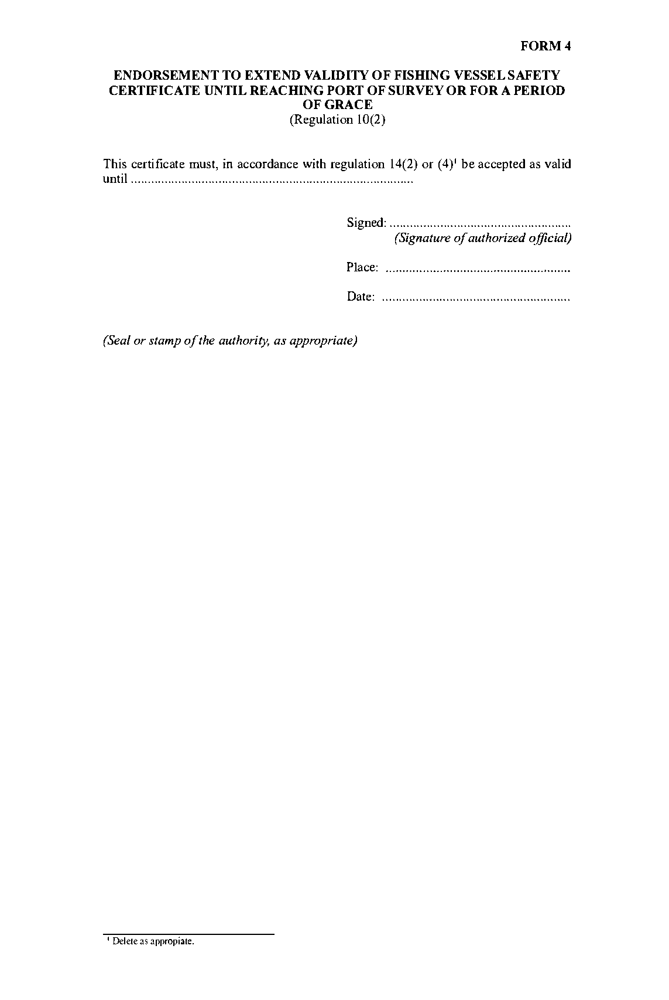 FORM 4
ENDORSEMENT TO EXTEND VALIDITY OF FISHING VESSEL SAFETY
CERTIFICATE UNTIL REACHING PORT OF SURVEY OR FOR A PERIOD
OF GRACE
(Regulation 10(2)
This certificate must, in accordance with regulation 14(2) or (4)¹ be accepted as valid
until ....................................................................................
Signed: ......................................................
(Signature of authorized official)
Place: .......................................................
Date: ........................................................
(Seal or stamp of the authority, as appropriate)
¹ Delete as appropiate.